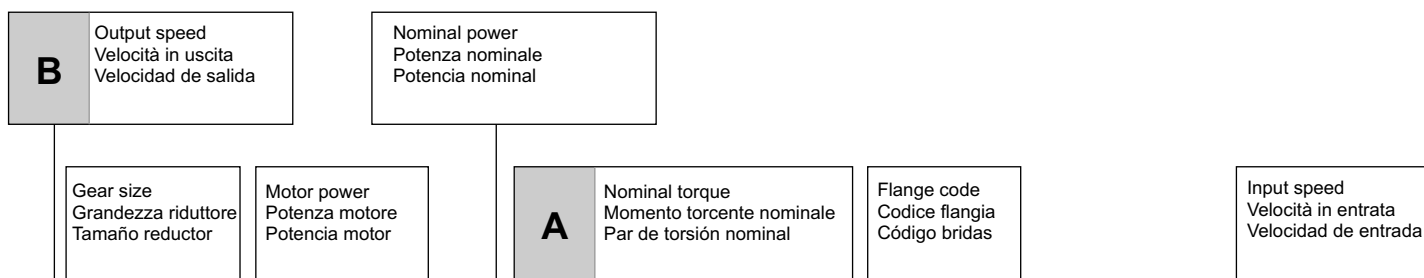 B
Output speed
Velocità in uscita
Velocidad de salida
Nominal power
Potenza nominale
Potencia nominal
Gear size
Grandezza riduttore
Tamaño reductor
Motor power
Potenza motore
Potencia motor
A
Nominal torque
Momento torcente nominale
Par de torsión nominal
Flange code
Codice flangia
Código bridas
Input speed
Velocità in entrata
Velocidad de entrada